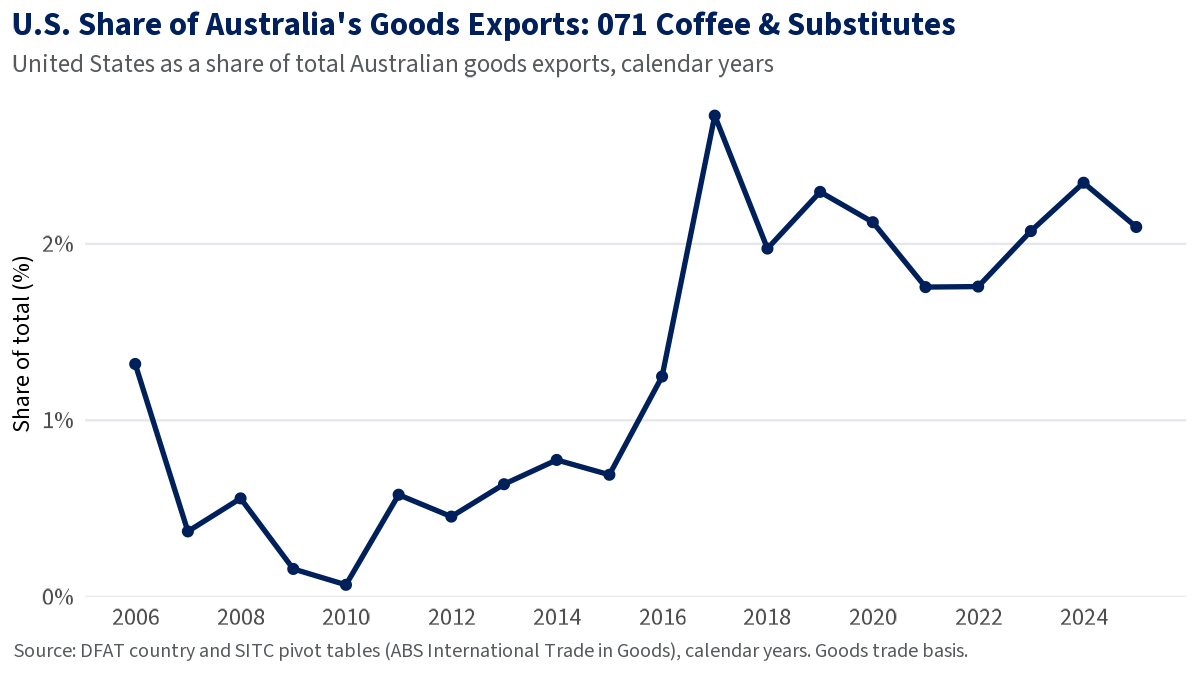 U.S. Share of Australia's Goods Exports: 071 Coffee & Substitutes
United States as a share of total Australian goods exports, calendar years
Share of total (%)
2%
1%
0%
2006 2008 2010 2012 2014 2016 2018 2020 2022 2024
Source: DFAT country and SITC pivot tables (ABS International Trade in Goods), calendar years. Goods trade basis.